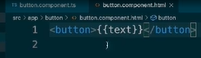 button.component.ts button.component.html
src > app > button > button.component.html > button
1 <button>{{text}}</button>
}